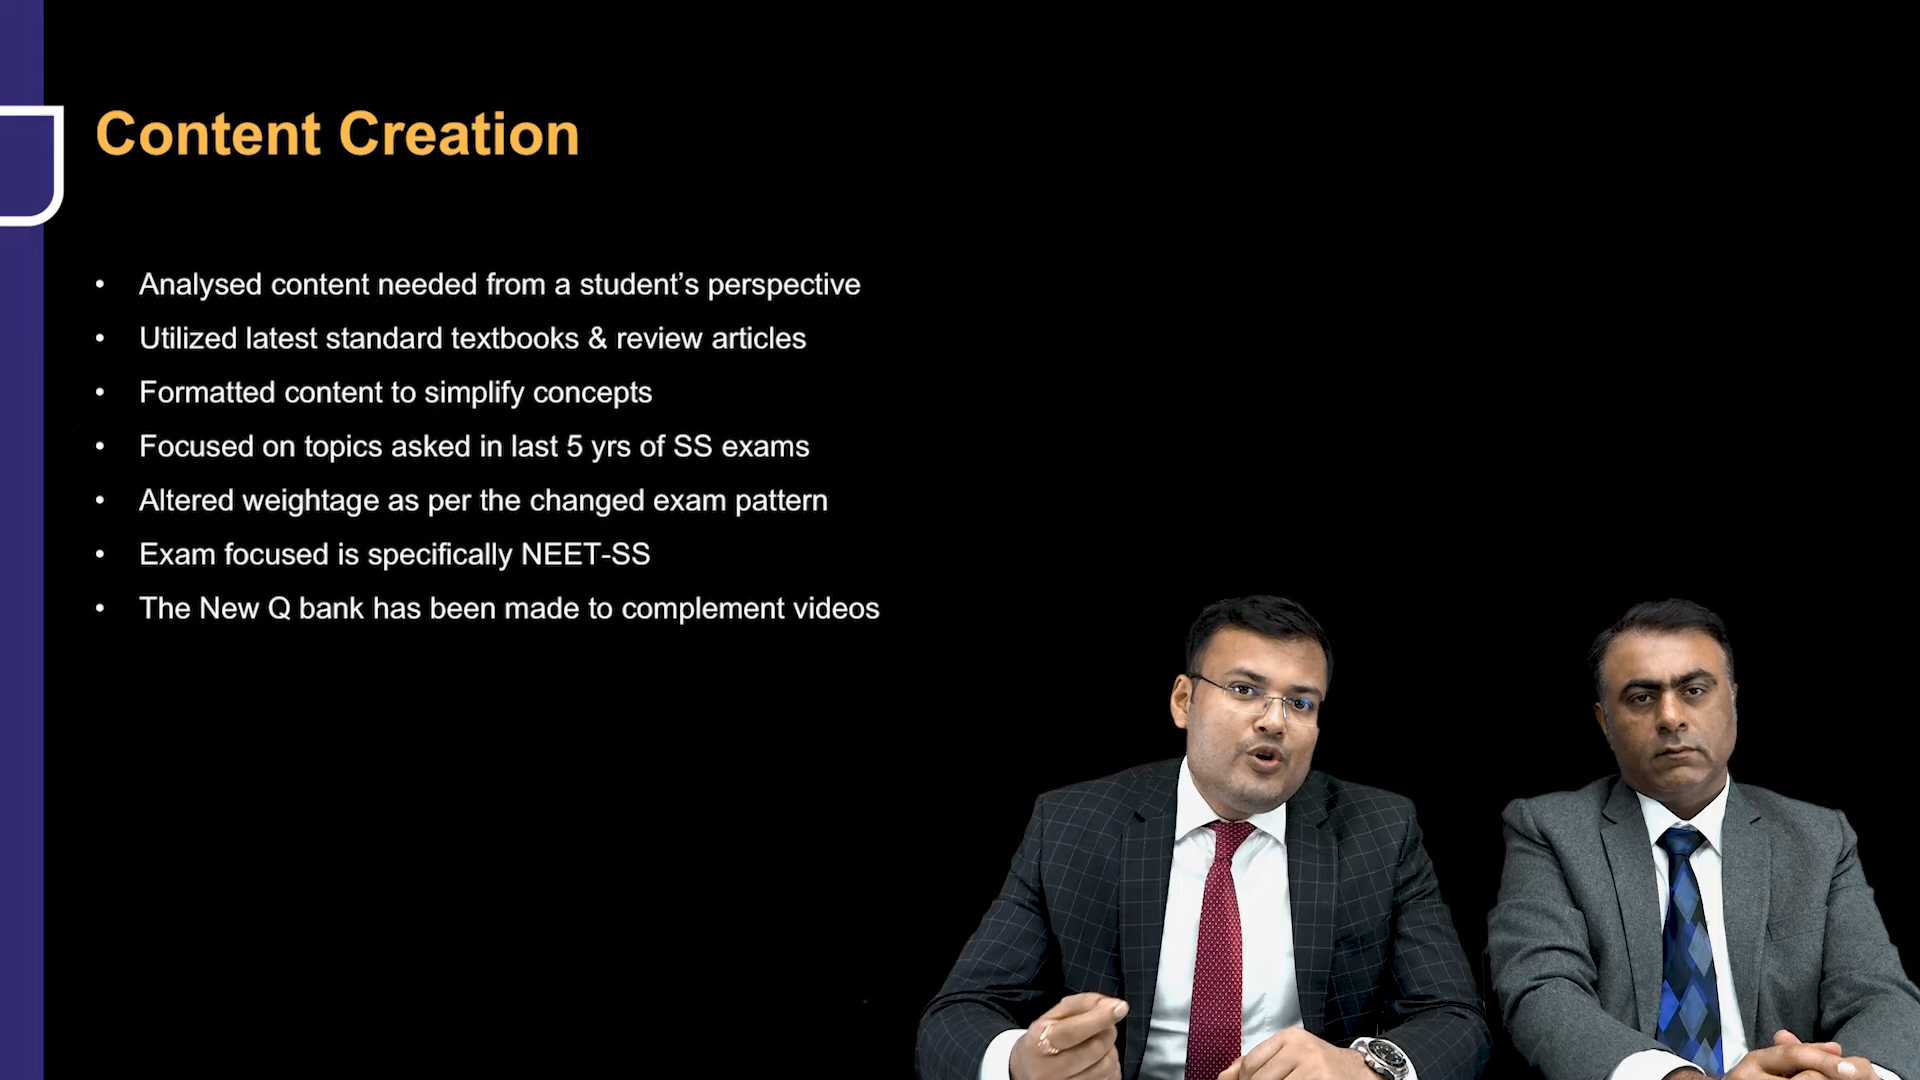 Content Creation
• Analysed content needed from a student’s perspective
• Utilized latest standard textbooks & review articles
• Formatted content to simplify concepts
• Focused on topics asked in last 5 yrs of SS exams
• Altered weightage as per the changed exam pattern
• Exam focused is specifically NEET-SS
• The New Q bank has been made to complement videos